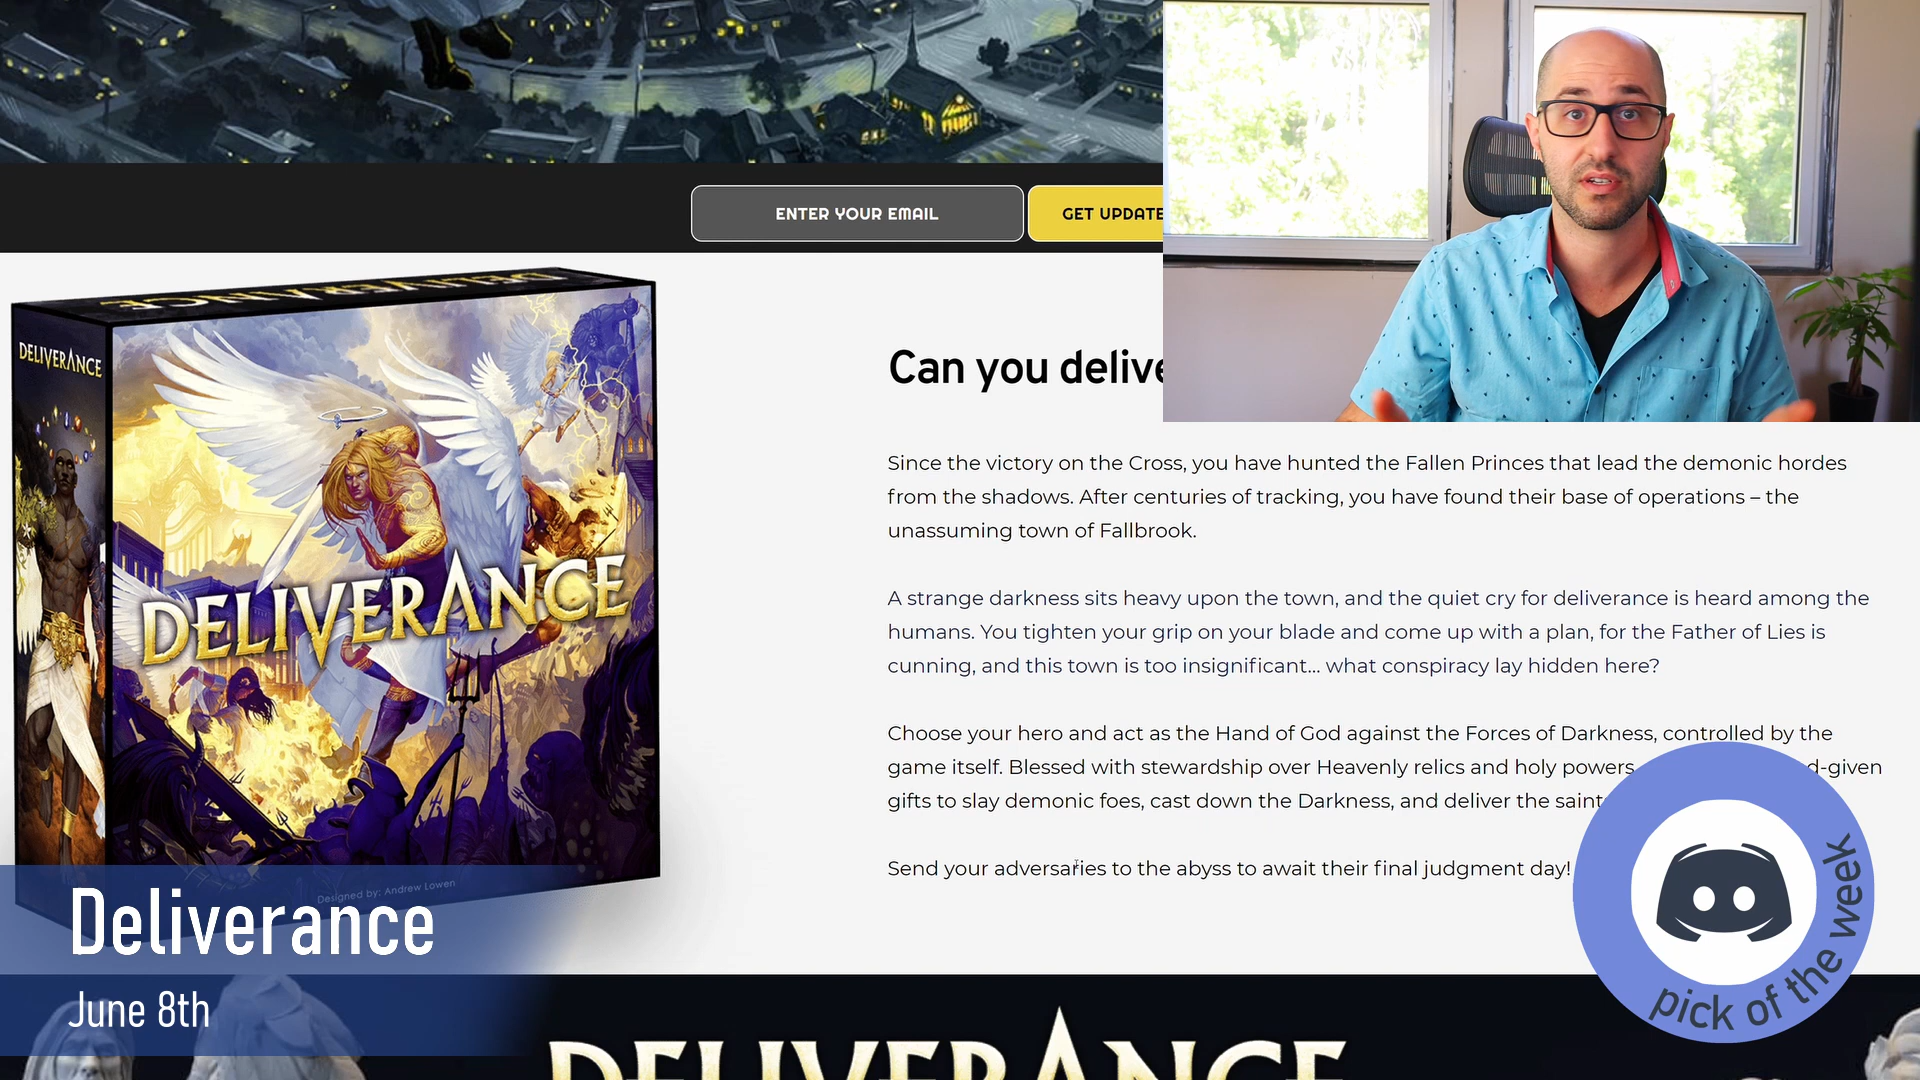 ENTER YOUR EMAIL
GET UPDATE
DELIVERANCE
DELIVERANCE
DELIVERANCE
Designed by: Andrew Lowen
Can you delive
Since the victory on the Cross, you have hunted the Fallen Princes that lead the demonic hordes
from the shadows. After centuries of tracking, you have found their base of operations – the
unassuming town of Fallbrook.
A strange darkness sits heavy upon the town, and the quiet cry for deliverance is heard among the
humans. You tighten your grip on your blade and come up with a plan, for the Father of Lies is
cunning, and this town is too insignificant... what conspiracy lay hidden here?
Choose your hero and act as the Hand of God against the Forces of Darkness, controlled by the
game itself. Blessed with stewardship over Heavenly relics and holy powers d-given
gifts to slay demonic foes, cast down the Darkness, and deliver the saint
Send your adversaries to the abyss to await their final judgment day!
Deliverance
June 8th
pick of the week
DELIVERANCE